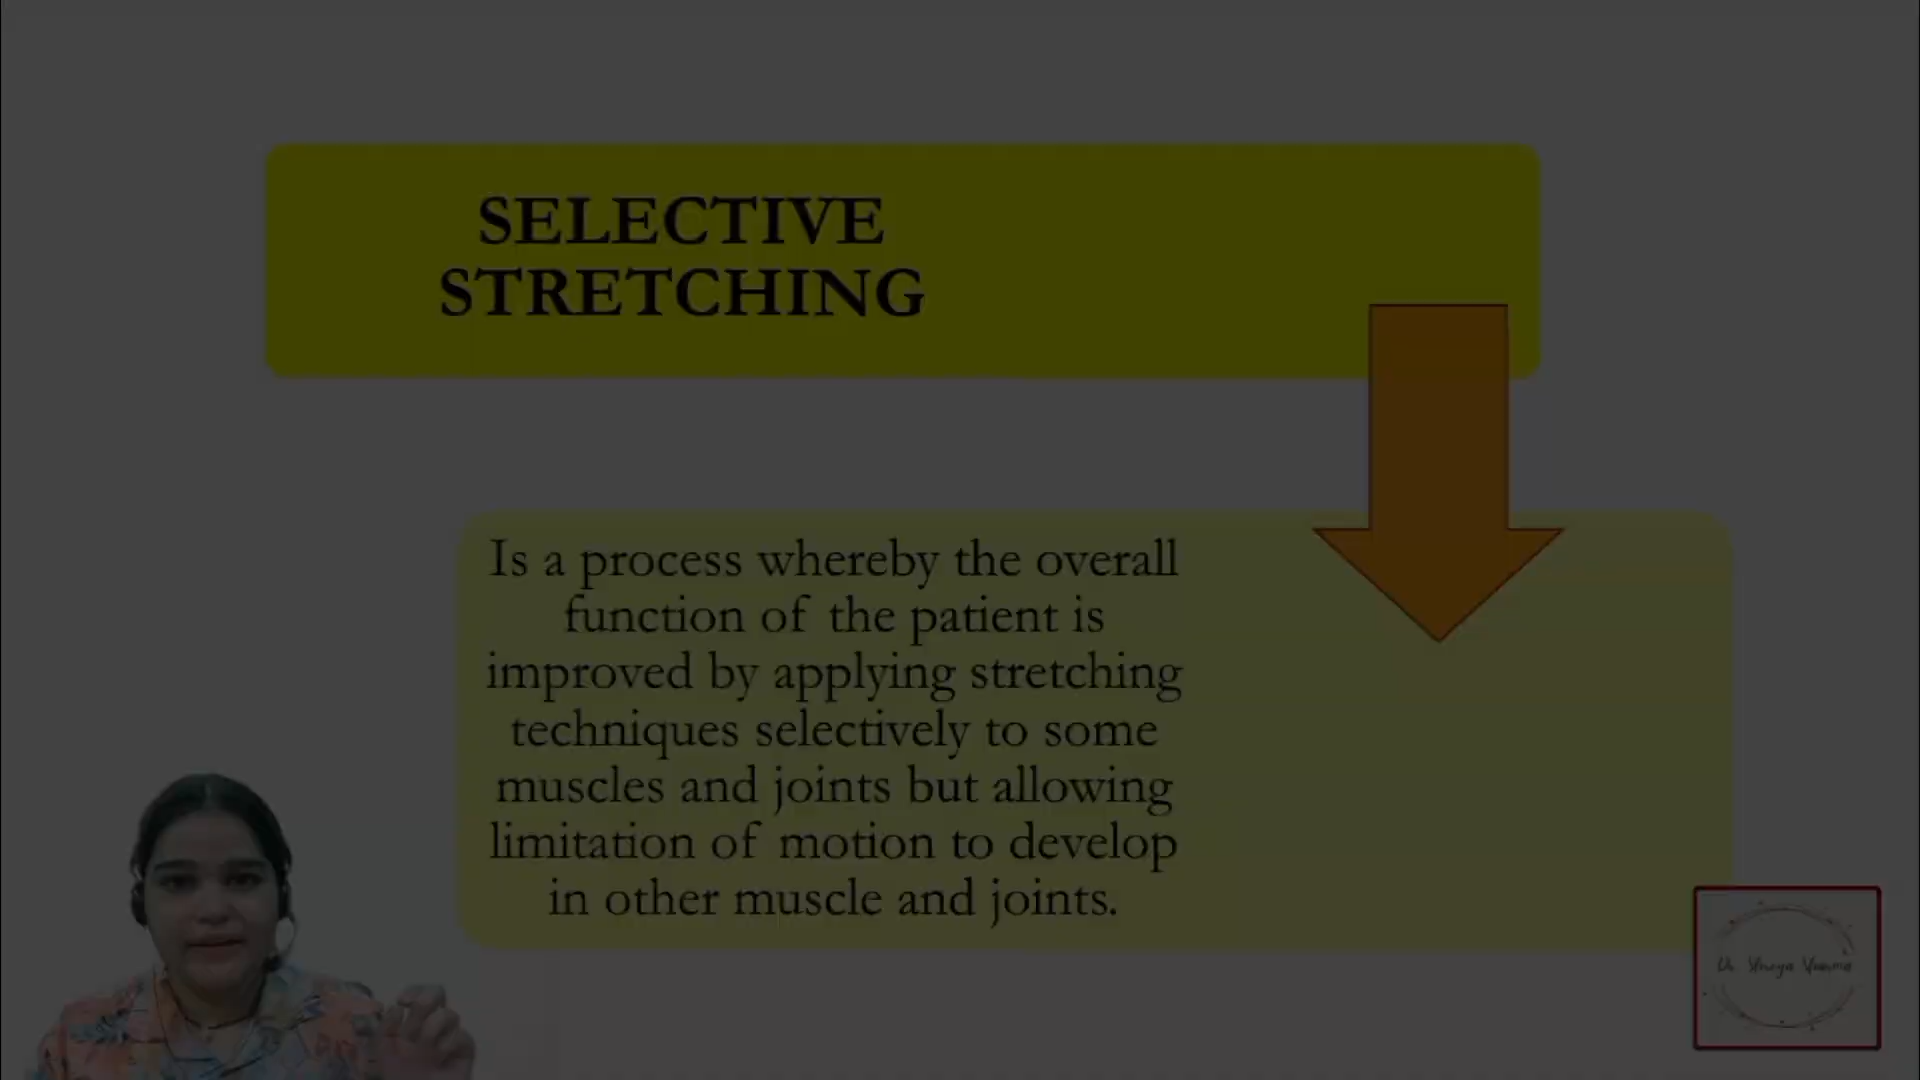 SELECTIVE
STRETCHING
Is a process whereby the overall
function of the patient is
improved by applying stretching
techniques selectively to some
muscles and joints but allowing
limitation of motion to develop
in other muscle and joints.